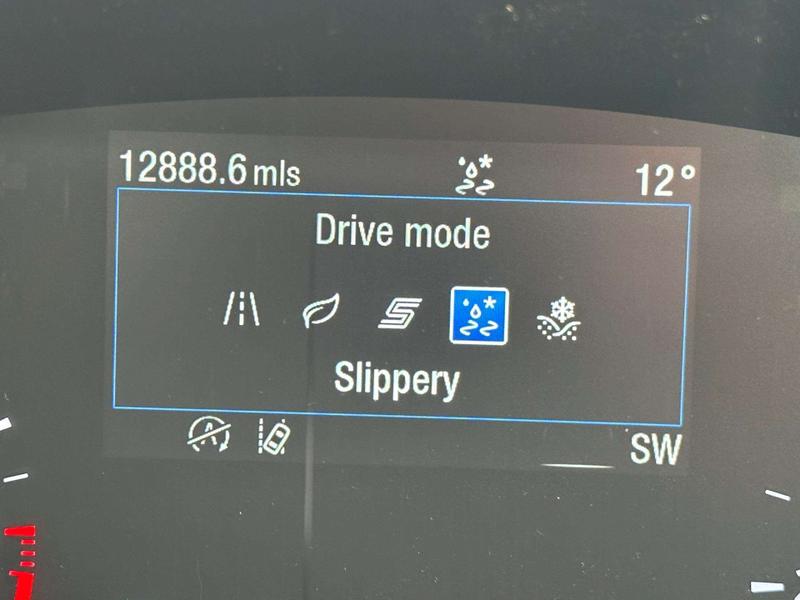 12888.6 mls
12°
Drive mode
Slippery
SW